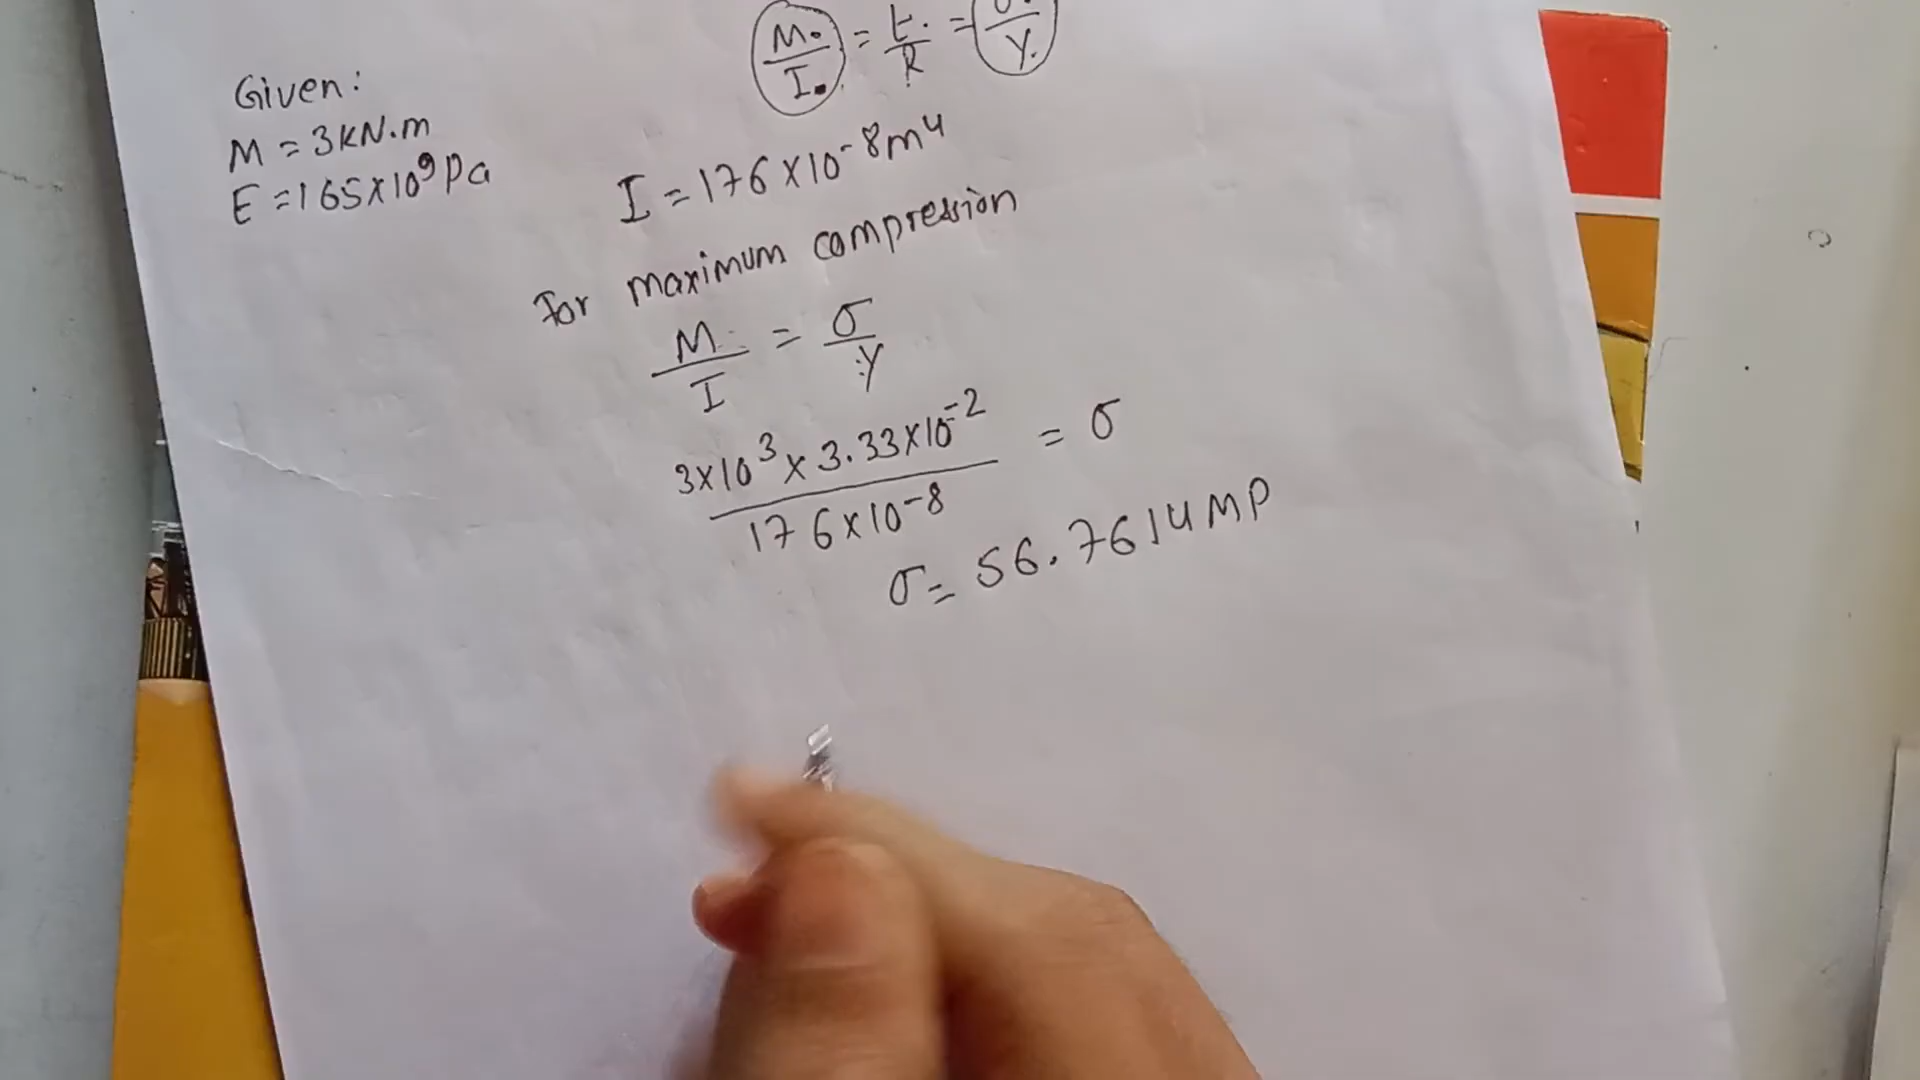 M/I = E/R = σ/y
Given:
M = 3KN.m
E = 165x10⁹ Pa
I = 176 x 10⁻⁸ m⁴
For maximum compression
M/I = σ/y
3x10³ x 3.33x10⁻² / 176x10⁻⁸ = σ
σ = 56.7614 MP